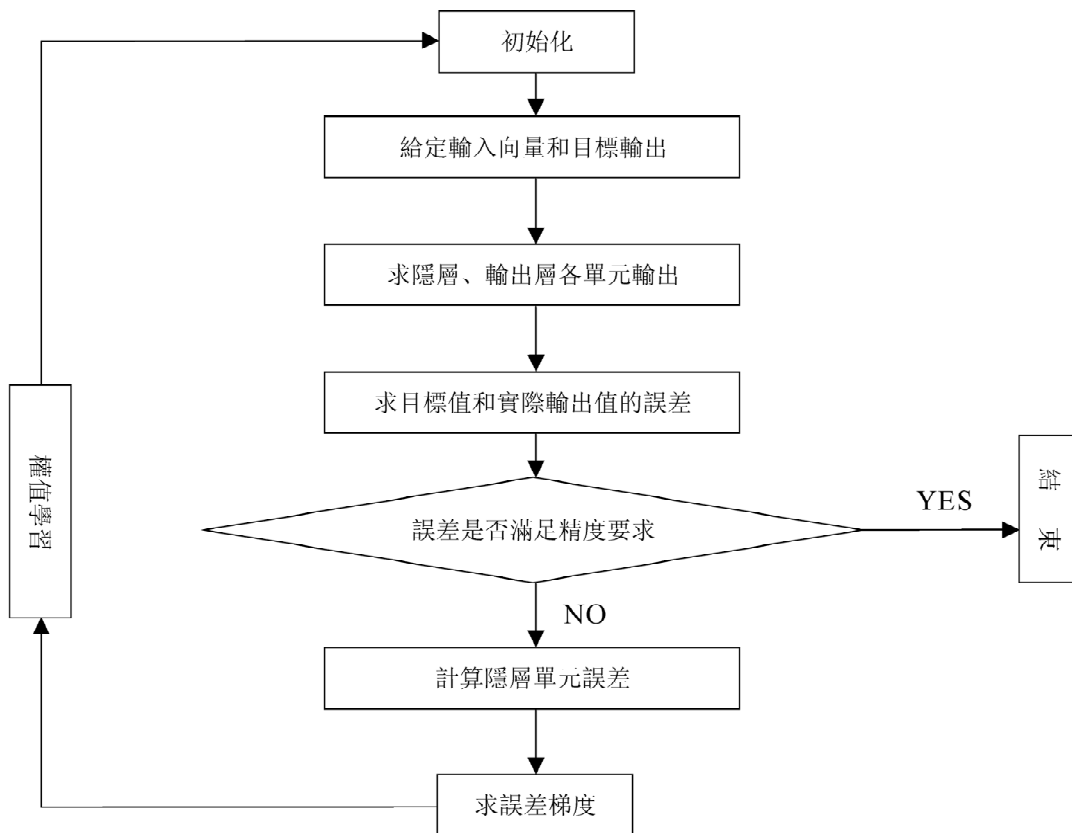 初始化
給定輸入向量和目標輸出
求隱層、輸出層各單元輸出
求目標值和實際輸出值的誤差
誤差是否滿足精度要求
YES
結束
NO
計算隱層單元誤差
求誤差梯度
權值學習